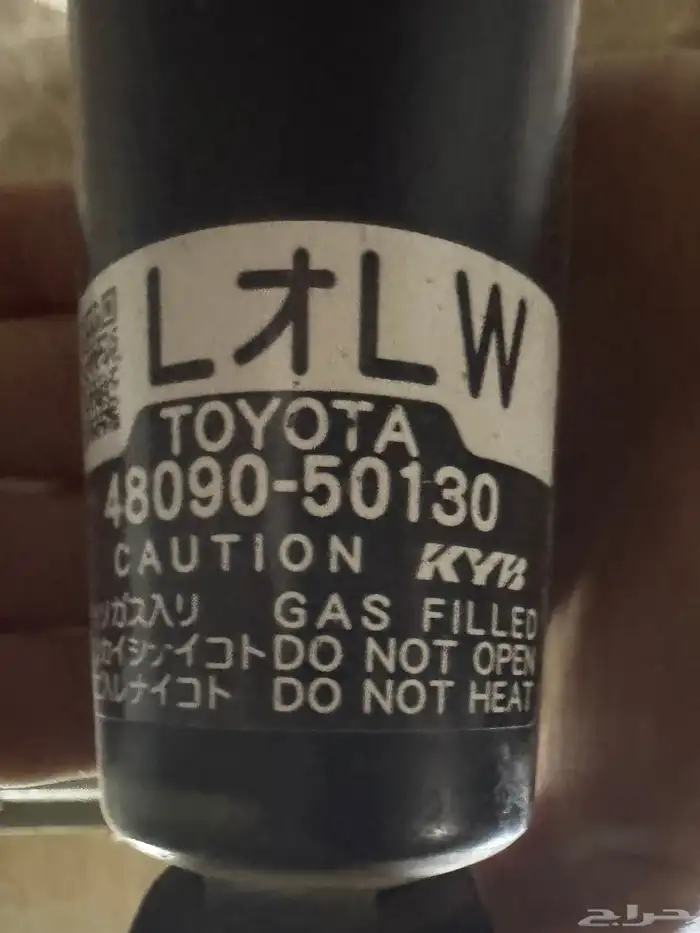 LオLW
TOYOTA
48090-50130
CAUTION KYB
ガス入リ GAS FILLED
DO NOT OPEN
ナイコト DO NOT HEAT
حراج